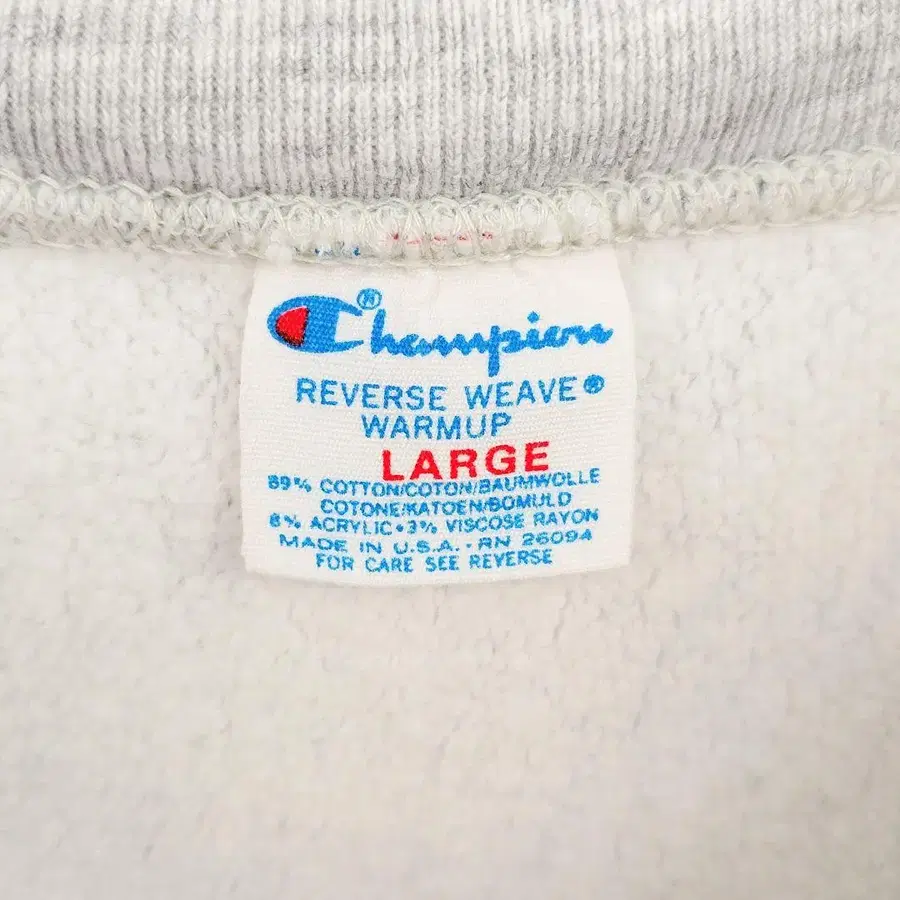 Champion®
REVERSE WEAVE®
WARMUP
LARGE
89% COTTON/COTON/BAUMWOLLE
COTONE/KATOEN/BOMULD
8% ACRYLIC•3% VISCOSE RAYON
MADE IN U.S.A.•RN 26094
FOR CARE SEE REVERSE